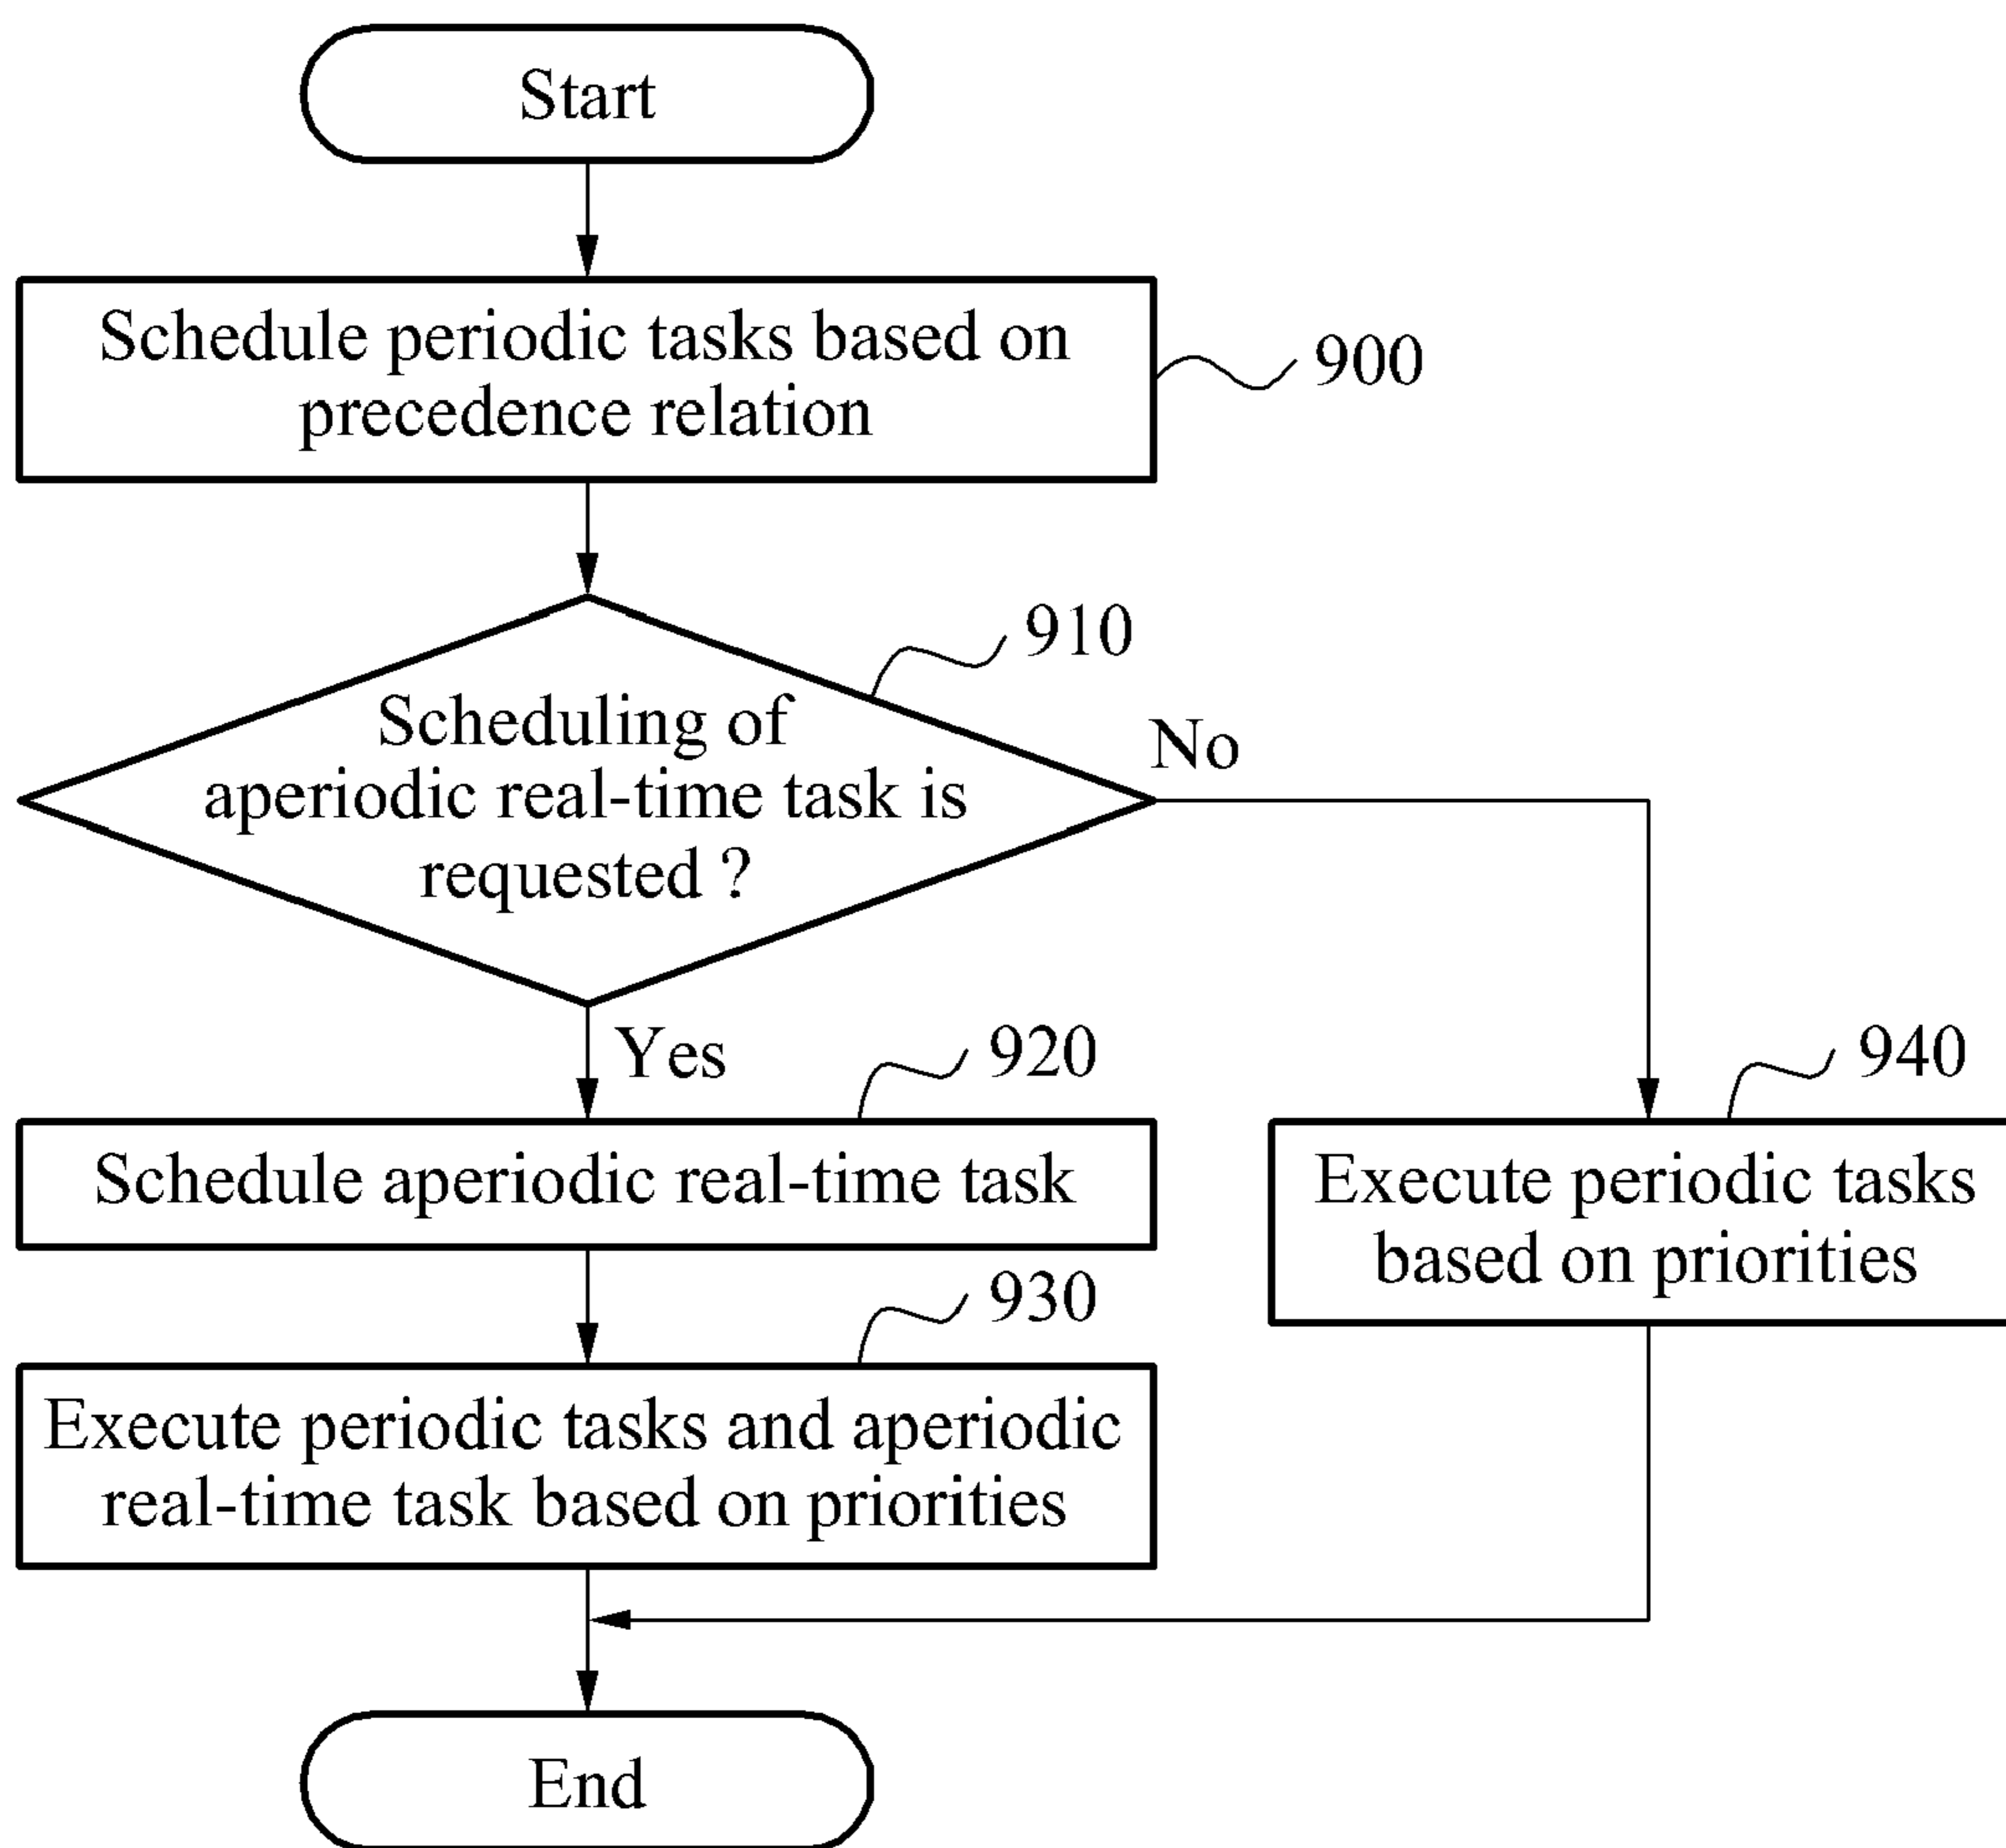 Start
Schedule periodic tasks based on
precedence relation
900
910
Scheduling of
aperiodic real-time task is
requested ?
No
Yes
920
940
Schedule aperiodic real-time task
Execute periodic tasks
based on priorities
930
Execute periodic tasks and aperiodic
real-time task based on priorities
End